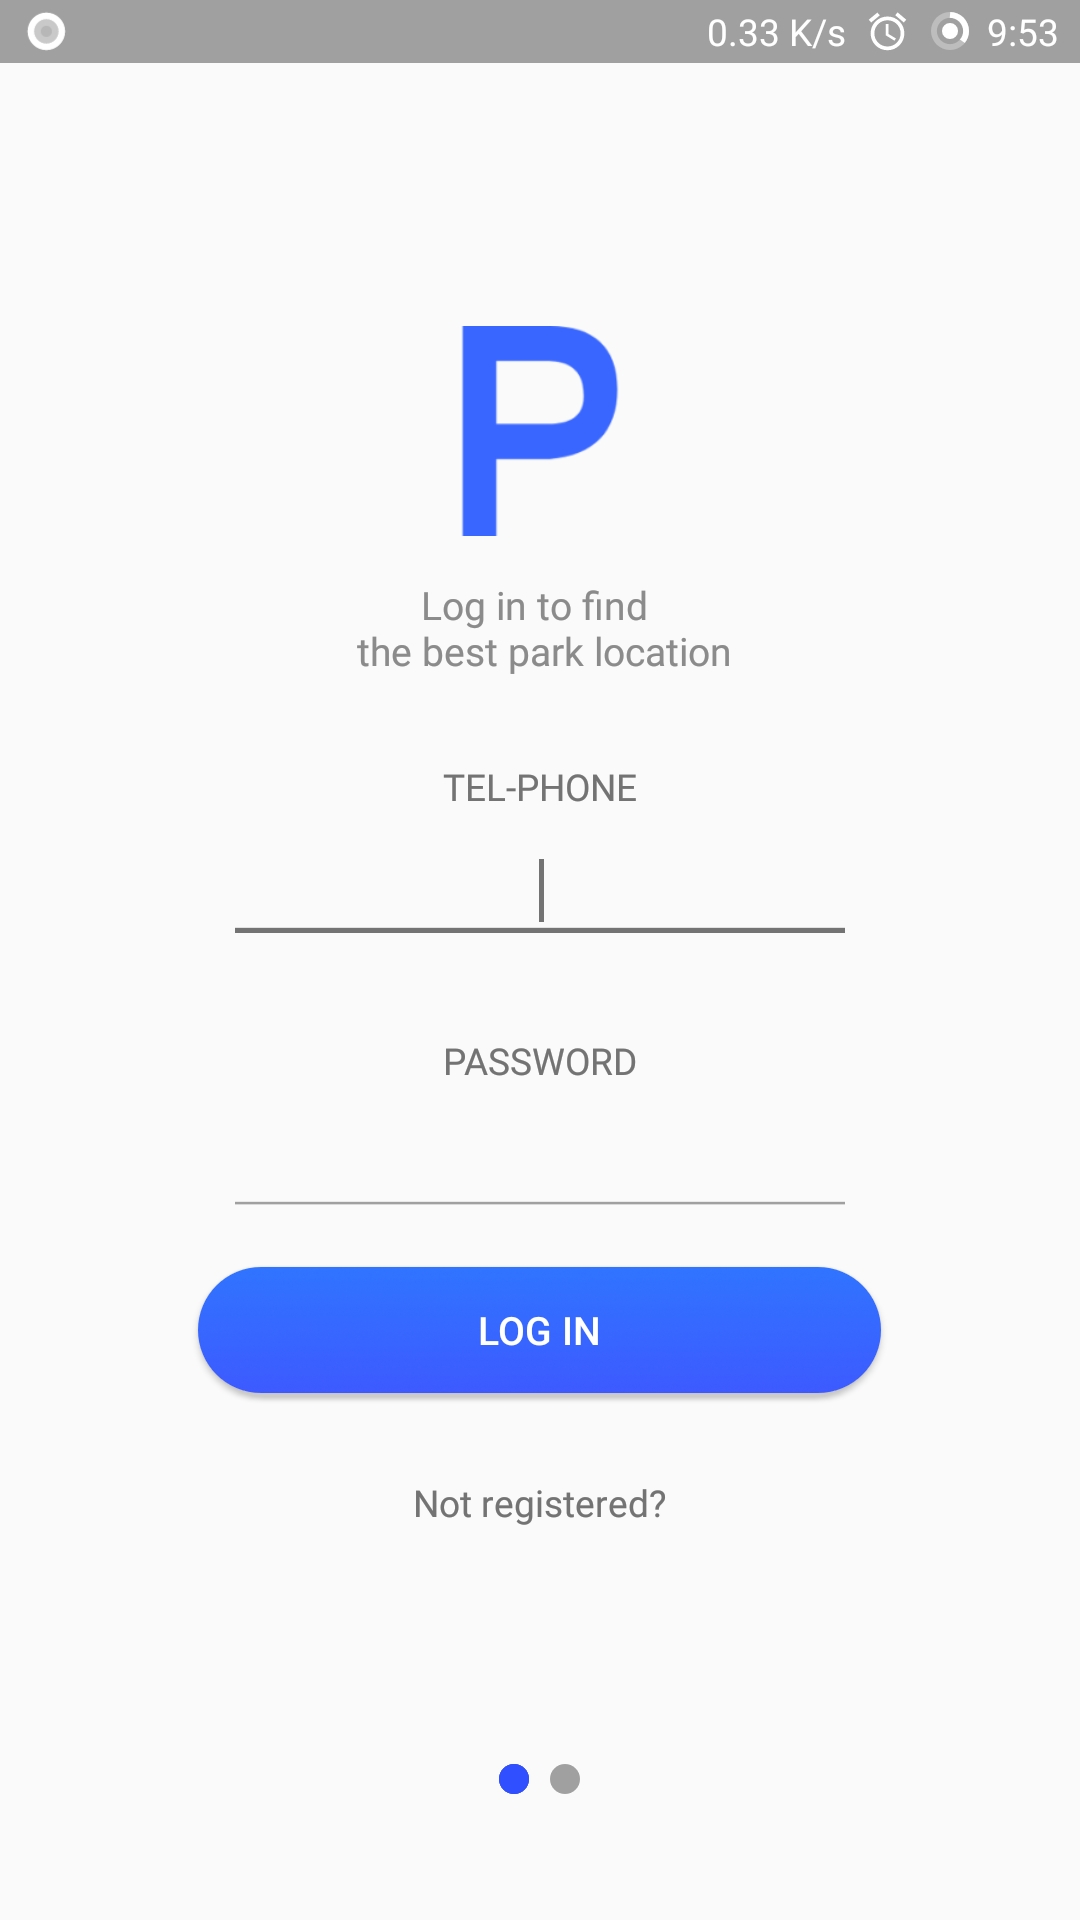 0.33 K/s 9:53
P
Log in to find
the best park location
TEL-PHONE
PASSWORD
LOG IN
Not registered?